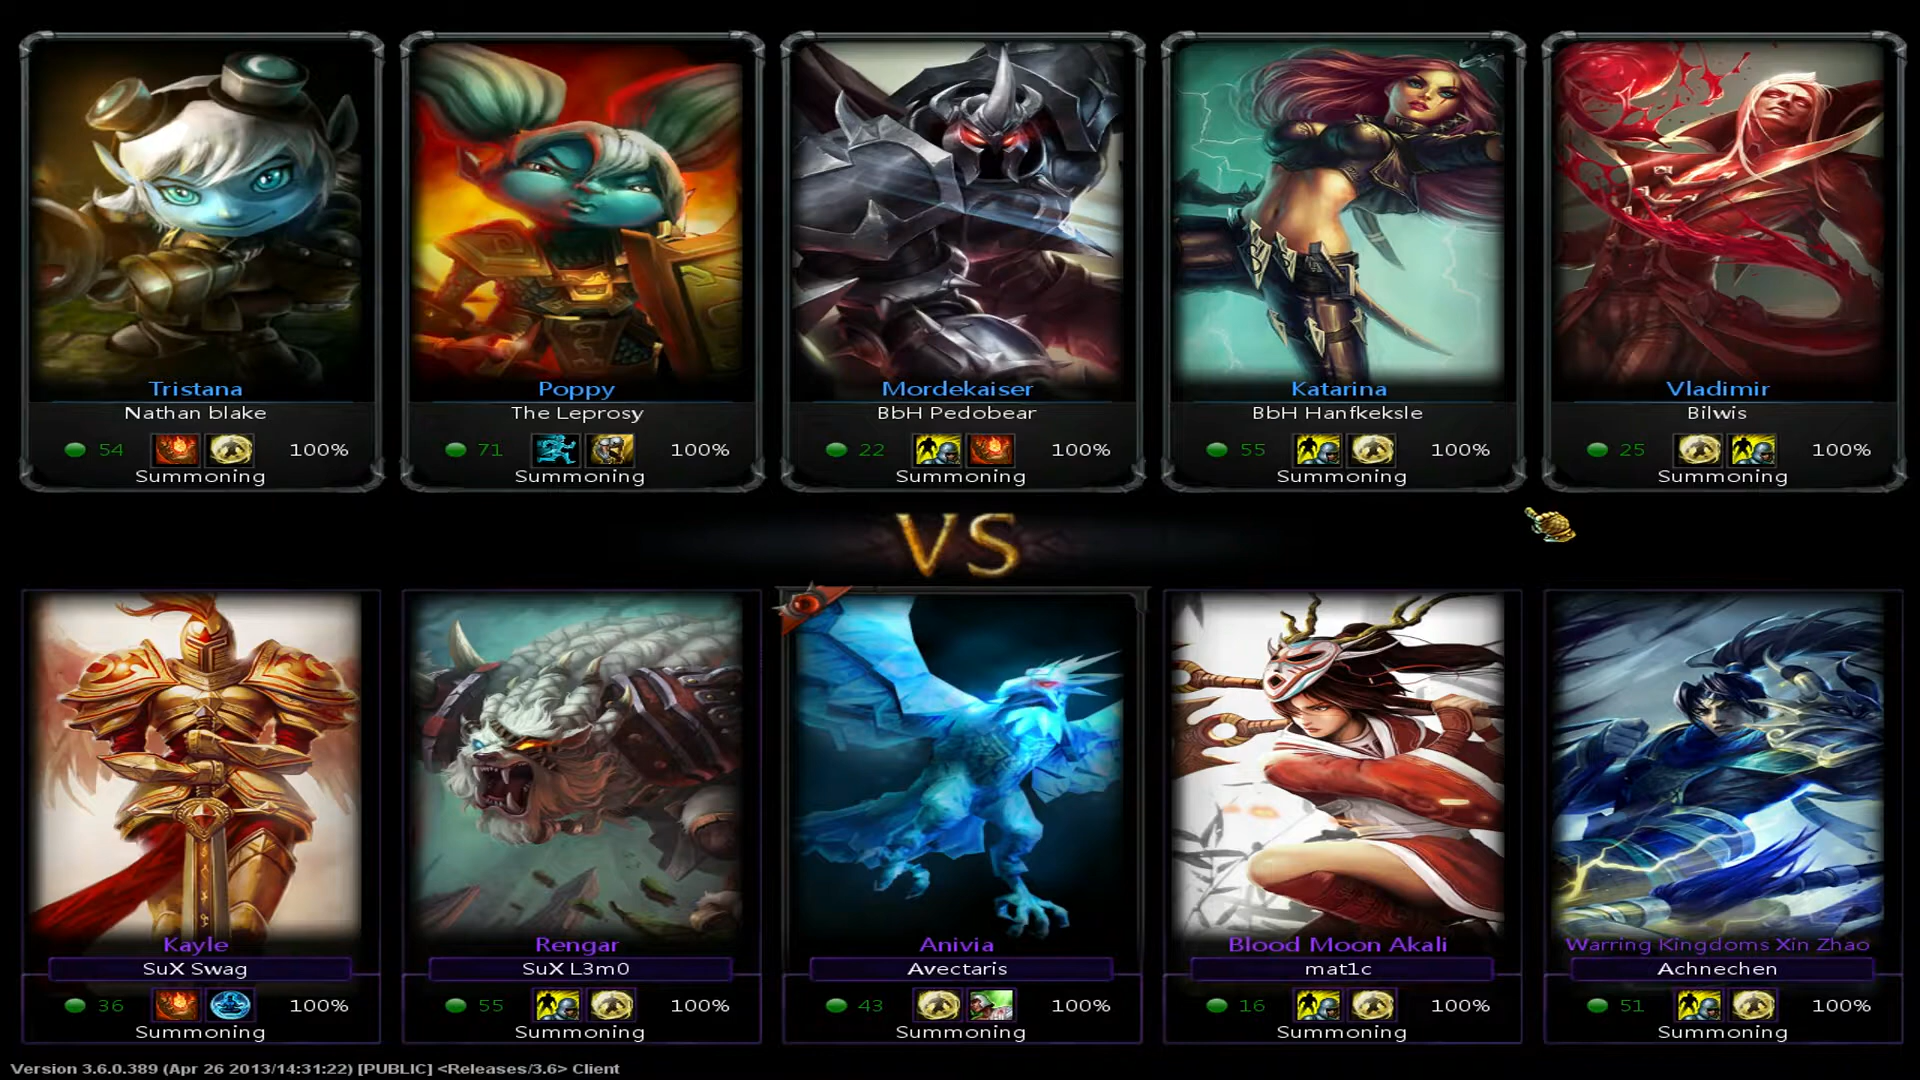 Tristana
Nathan blake
54 100%
Summoning
Poppy
The Leprosy
71 100%
Summoning
Mordekaiser
BbH Pedobear
22 100%
Summoning
Katarina
BbH Hanfkeksle
55 100%
Summoning
Vladimir
Bilwis
25 100%
Summoning
VS
Kayle
SuX Swag
36 100%
Summoning
Rengar
SuX L3m0
55 100%
Summoning
Anivia
Avectaris
43 100%
Summoning
Blood Moon Akali
mat1c
16 100%
Summoning
Warring Kingdoms Xin Zhao
Achnechen
51 100%
Summoning
Version 3.6.0.389 (Apr 26 2013/14:31:22) [PUBLIC] <Releases/3.6> Client